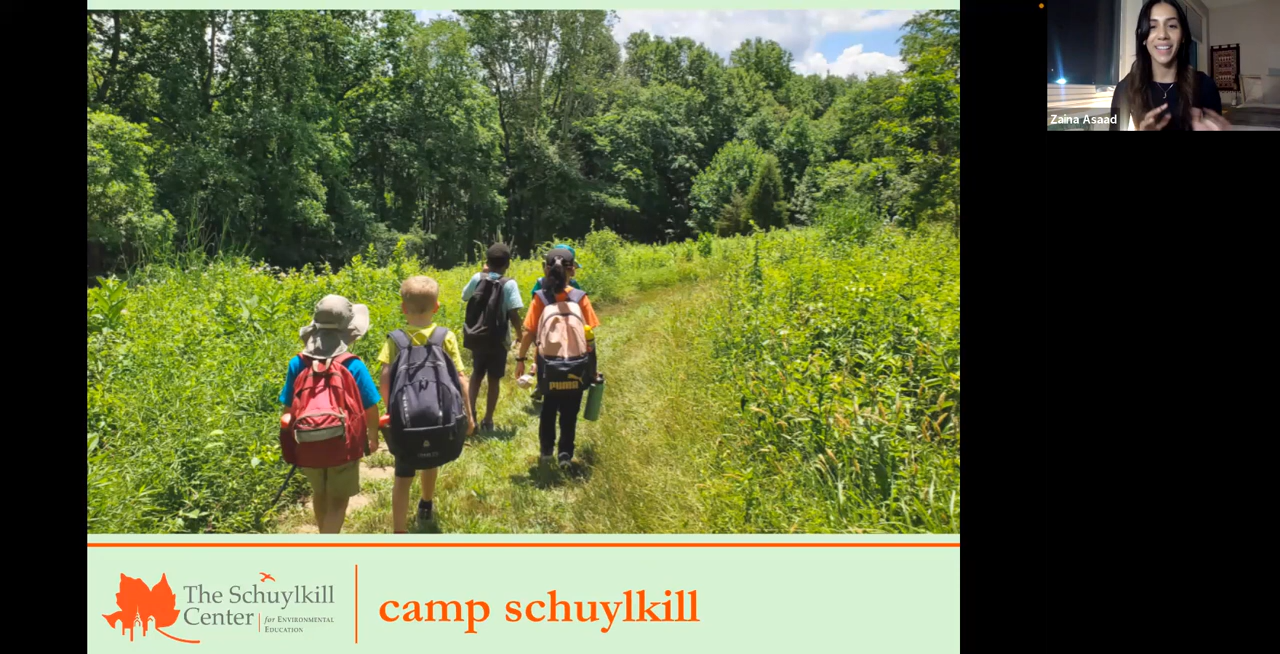 Zaina Asaad
PUMA
The Schuylkill
Center
for ENVIRONMENTAL
EDUCATION
camp schuylkill